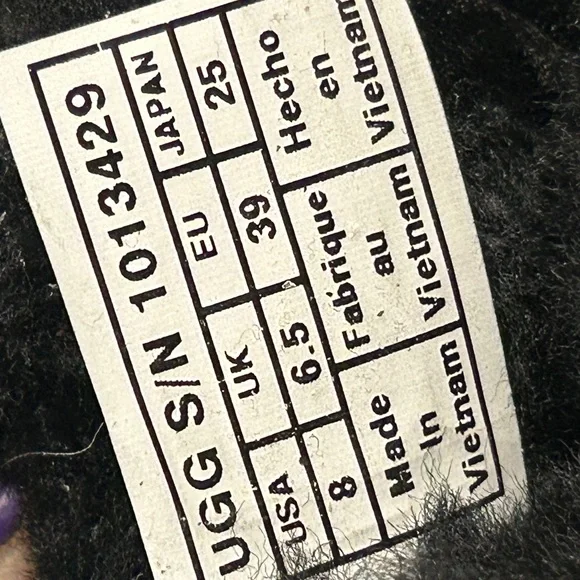 UGG S/N 1013429
USA UK EU JAPAN
8 6.5 39 25
Made In Vietnam
Fabrique au Vietnam
Hecho en Vietnam